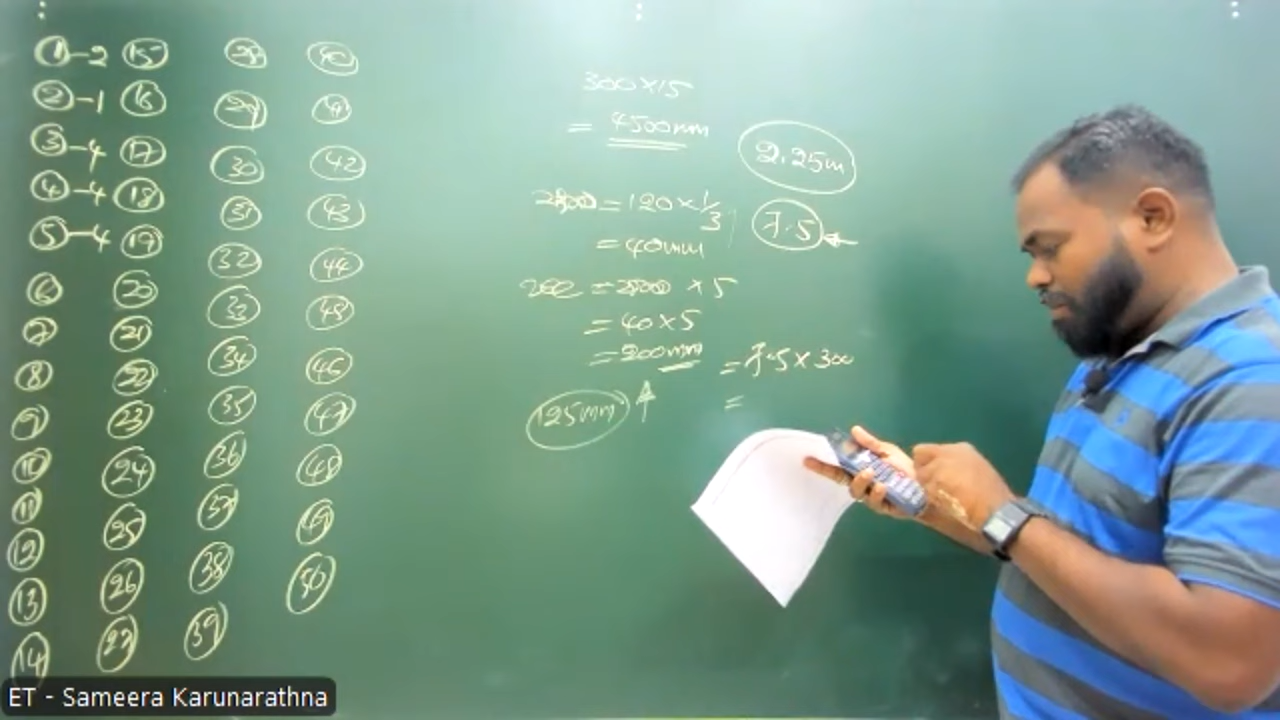 1-2 15 28 40
2-1 16 29 41
3-4 17 30 42
4-4 18 31 43
5-4 19 32 44
6 20 33 45
7 21 34 46
8 22 35 47
9 23 36 48
10 24 37 49
11 25 38 50
12 26 39
13 27
14
300×15
= 4500mm
2.25m
= 120×1/3
= 40mm
7.5
×5
= 40×5
= 200mm
= 7.5×300
=
125mm
ET - Sameera Karunarathna